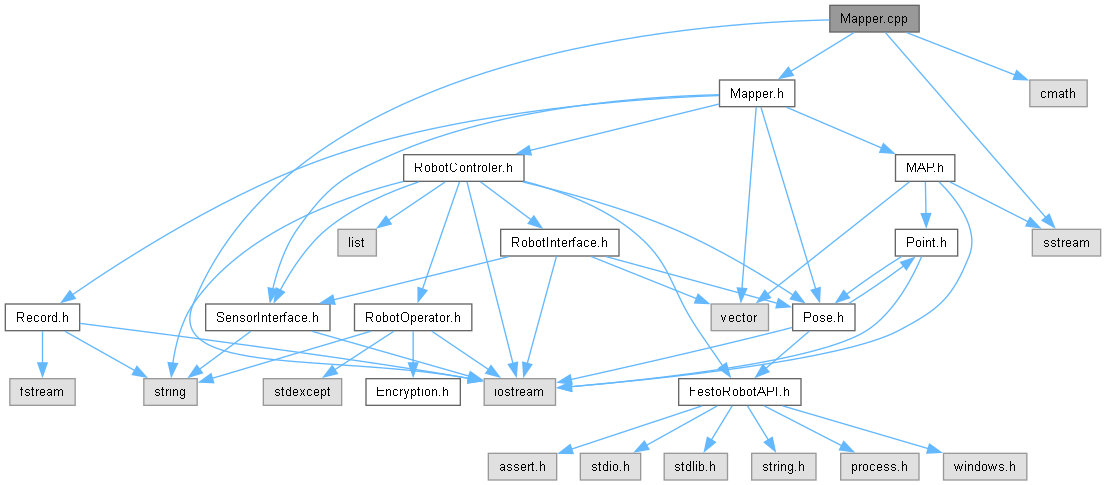 Mapper.cpp
Mapper.h
cmath
RobotControler.h
MAP.h
list
RobotInterface.h
Point.h
sstream
Record.h
SensorInterface.h
RobotOperator.h
vector
Pose.h
fstream
string
stdexcept
Encryption.h
iostream
FestoRobotAPI.h
assert.h
stdio.h
stdlib.h
string.h
process.h
windows.h